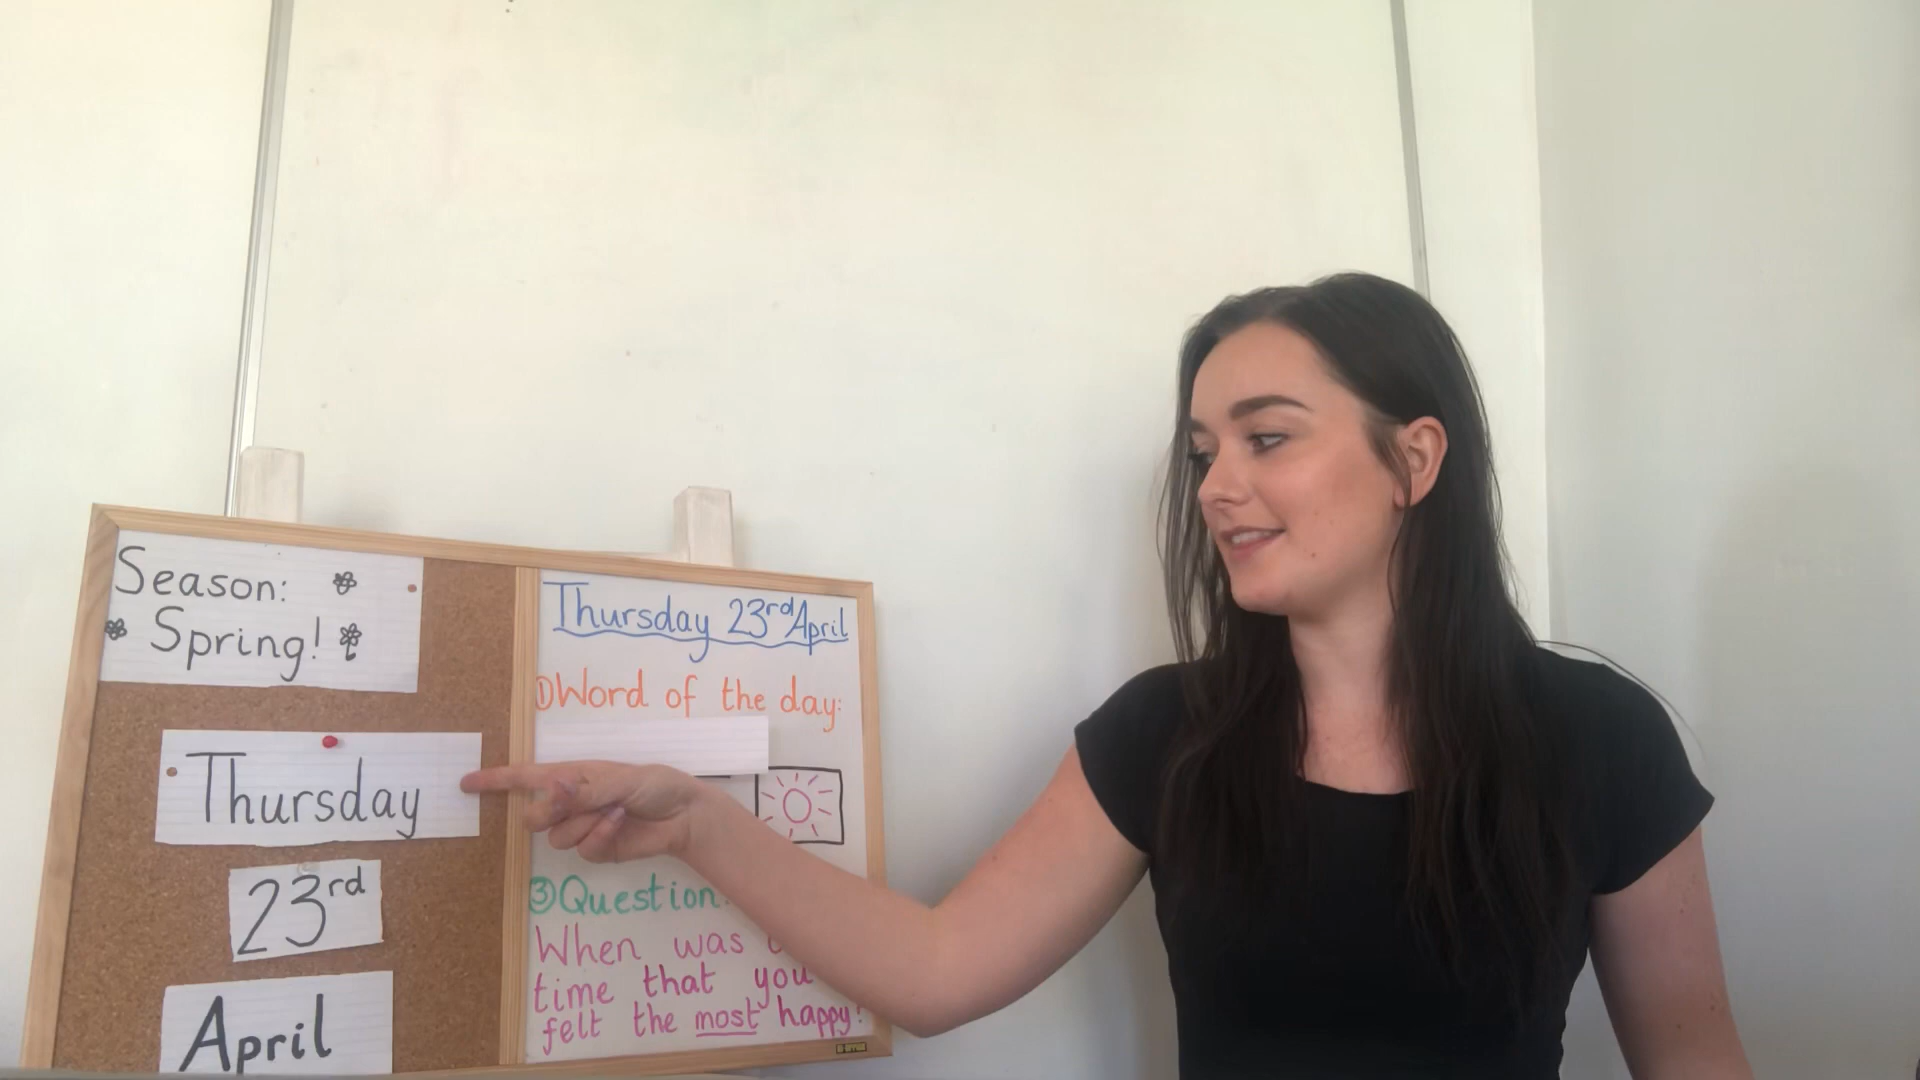 Season:
Spring!
Thursday
23rd
April
Thursday 23rd April
①Word of the day:
③Question:
When was
time that you
felt the most happy?